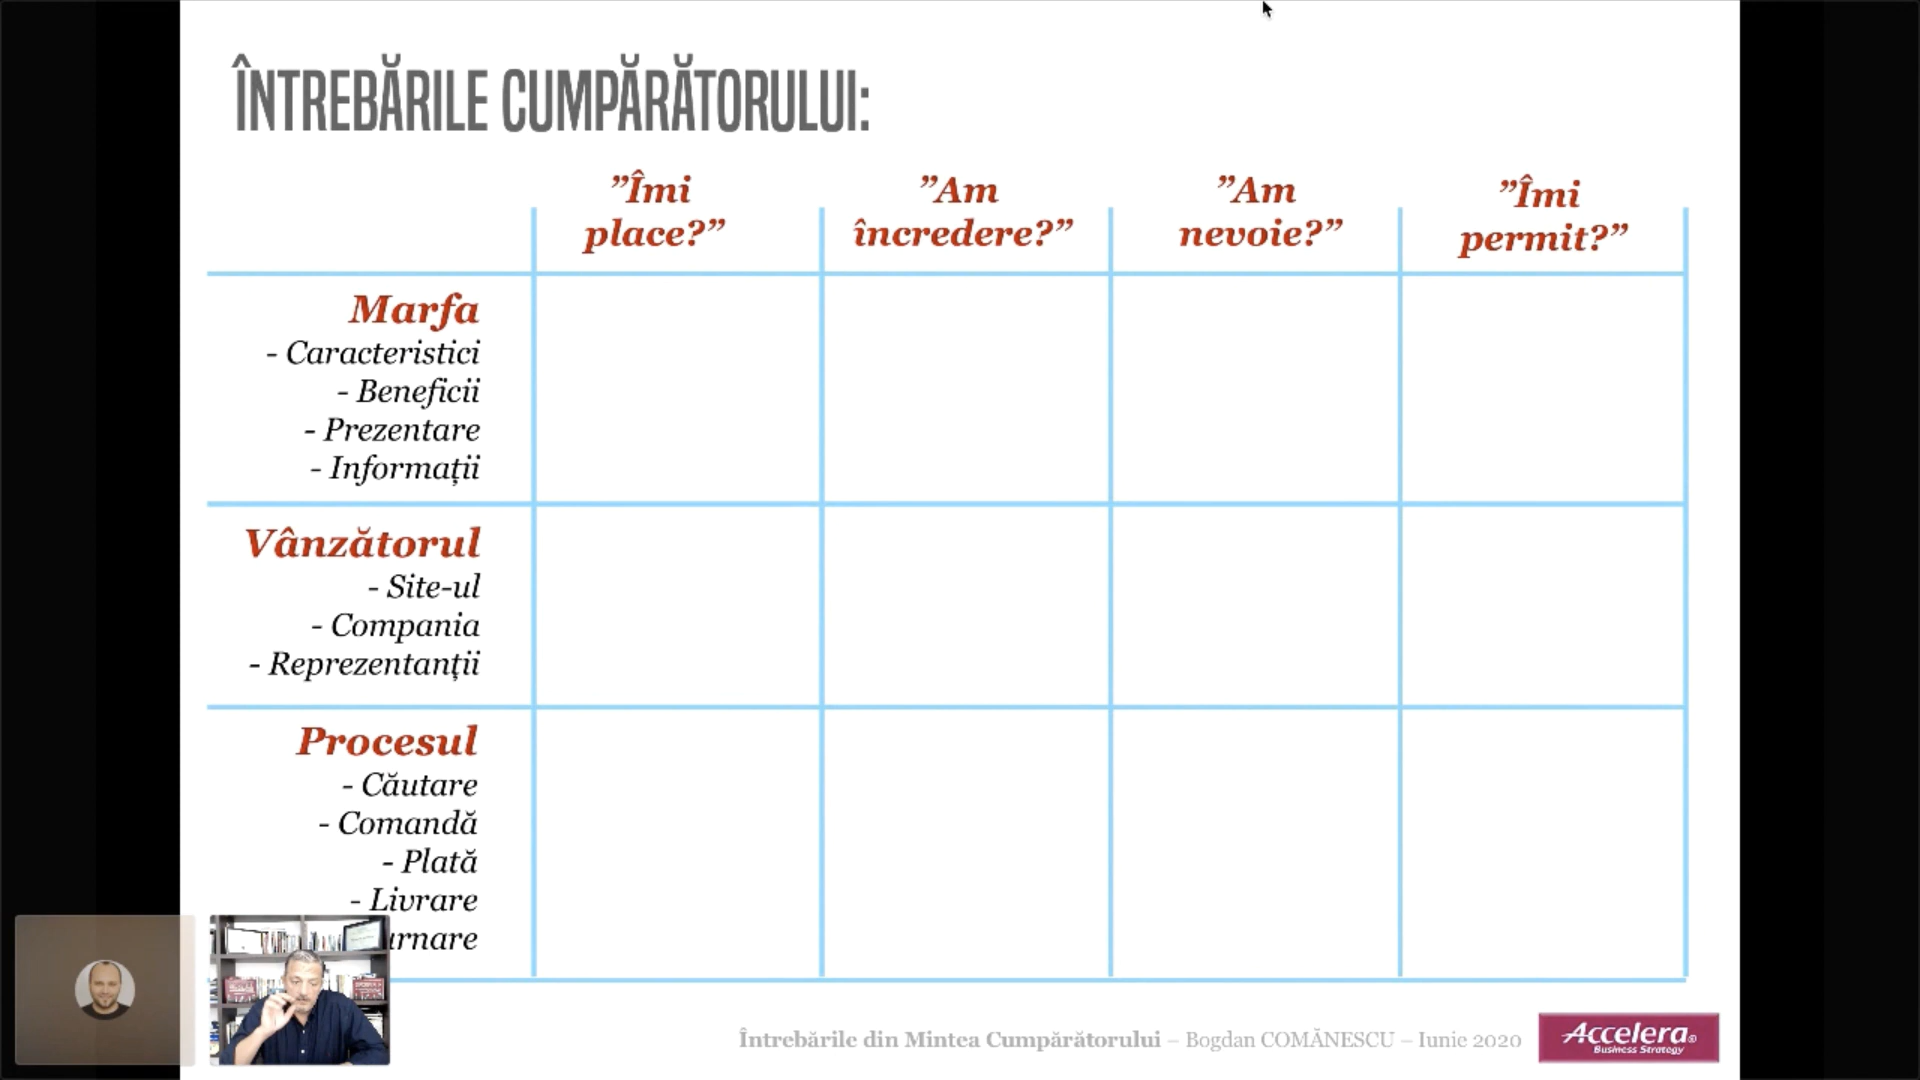 ÎNTREBĂRILE CUMPĂRĂTORULUI:
”Îmi place?”
”Am încredere?”
”Am nevoie?”
”Îmi permit?”
Marfa
- Caracteristici
- Beneficii
- Prezentare
- Informații
Vânzătorul
- Site-ul
- Compania
- Reprezentanții
Procesul
- Căutare
- Comandă
- Plată
- Livrare
Întrebările din Mintea Cumpărătorului – Bogdan COMĂNESCU – Iunie 2020
Accelera®
Business Strategy